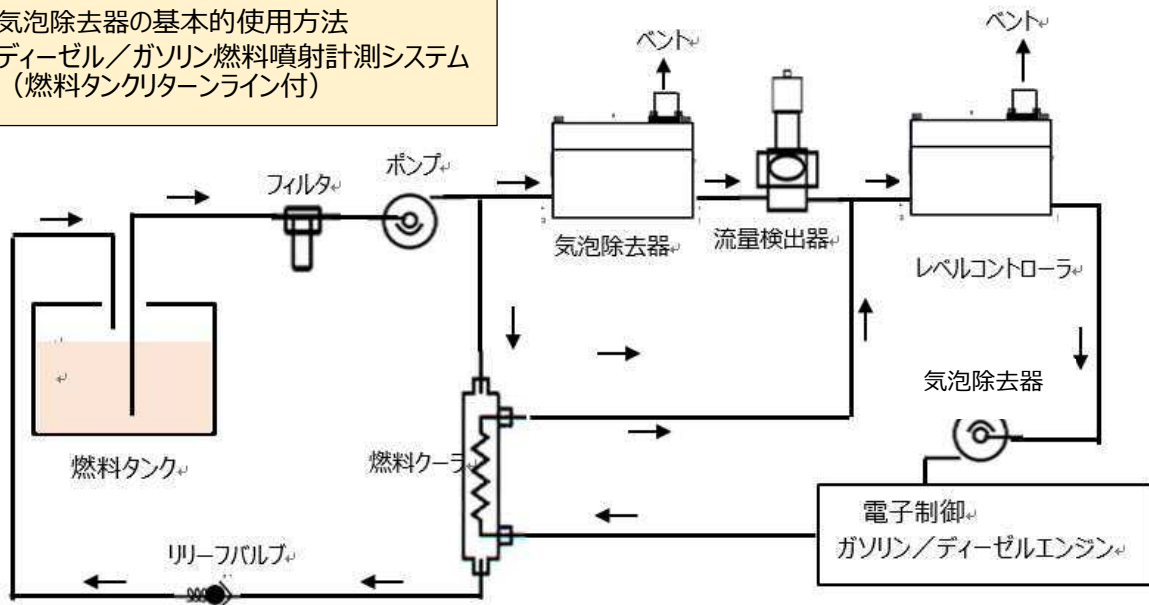 気泡除去器の基本的使用方法
ディーゼル／ガソリン燃料噴射計測システム
（燃料タンクリターンライン付）
ベント
ベント
フィルタ
ポンプ
気泡除去器
流量検出器
レベルコントローラ
気泡除去器
燃料タンク
燃料クーラ
電子制御
ガソリン／ディーゼルエンジン
リリーフバルブ